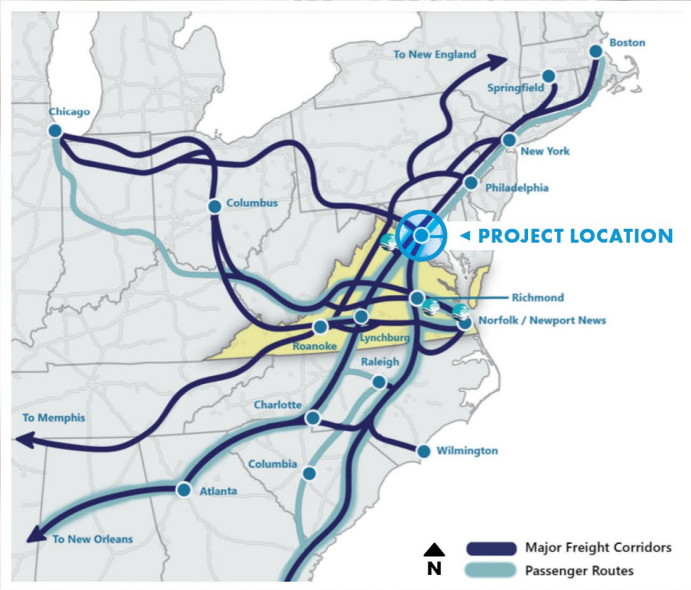 Boston
To New England
Springfield
Chicago
New York
Philadelphia
Columbus
PROJECT LOCATION
Richmond
Norfolk / Newport News
Lynchburg
Roanoke
Raleigh
Charlotte
To Memphis
Wilmington
Columbia
Atlanta
To New Orleans
N
Major Freight Corridors
Passenger Routes